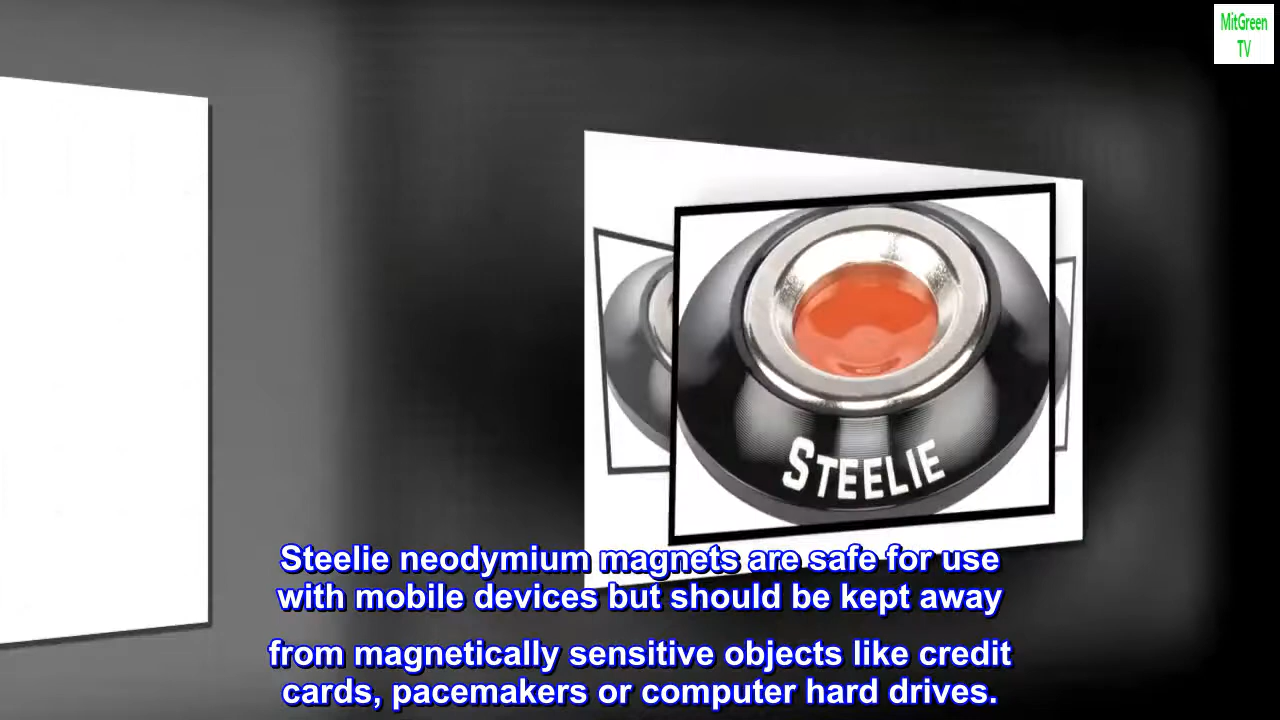 MitGreen
TV
STEELIE
Steelie neodymium magnets are safe for use
with mobile devices but should be kept away
from magnetically sensitive objects like credit
cards, pacemakers or computer hard drives.